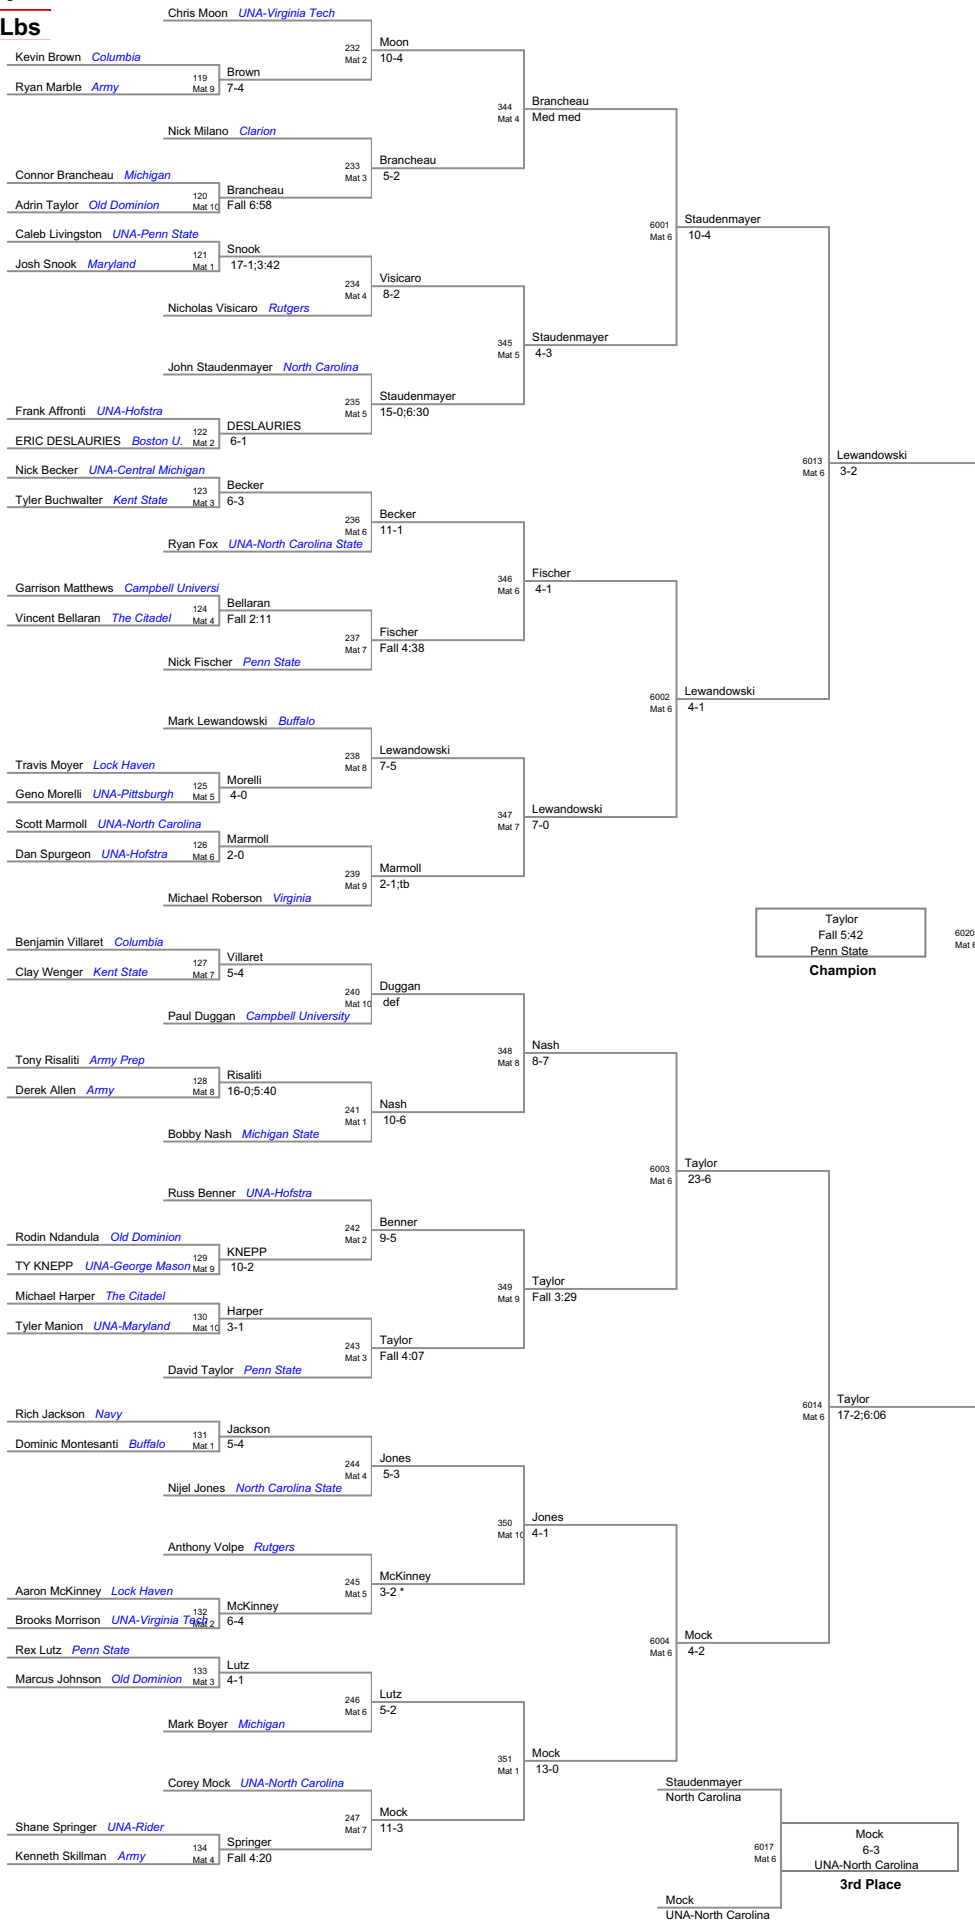 Lbs
Chris Moon UNA-Virginia Tech
232 Moon
Mat 2 10-4
Kevin Brown Columbia
119 Brown
Mat 9 7-4
Ryan Marble Army
344 Brancheau
Mat 4 Med med
Nick Milano Clarion
233 Brancheau
Mat 3 5-2
Connor Brancheau Michigan
120 Brancheau
Mat 10 Fall 6:58
Adrin Taylor Old Dominion
6001 Staudenmayer
Mat 6 10-4
Caleb Livingston UNA-Penn State
121 Snook
Mat 1 17-1;3:42
Josh Snook Maryland
234 Visicaro
Mat 4 8-2
Nicholas Visicaro Rutgers
345 Staudenmayer
Mat 5 4-3
John Staudenmayer North Carolina
235 Staudenmayer
Mat 5 15-0;6:30
Frank Affronti UNA-Hofstra
122 DESLAURIES
Mat 2 6-1
ERIC DESLAURIES Boston U.
6013 Lewandowski
Mat 6 3-2
Nick Becker UNA-Central Michigan
123 Becker
Mat 3 6-3
Tyler Buchwalter Kent State
236 Becker
Mat 6 11-1
Ryan Fox UNA-North Carolina State
346 Fischer
Mat 6 4-1
Garrison Matthews Campbell Universi
124 Bellaran
Mat 4 Fall 2:11
Vincent Bellaran The Citadel
237 Fischer
Mat 7 Fall 4:38
Nick Fischer Penn State
6002 Lewandowski
Mat 6 4-1
Mark Lewandowski Buffalo
238 Lewandowski
Mat 8 7-5
Travis Moyer Lock Haven
125 Morelli
Mat 5 4-0
Geno Morelli UNA-Pittsburgh
347 Lewandowski
Mat 7 7-0
Scott Marmoll UNA-North Carolina
126 Marmoll
Mat 6 2-0
Dan Spurgeon UNA-Hofstra
239 Marmoll
Mat 9 2-1;tb
Michael Roberson Virginia
Taylor
Fall 5:42
Penn State
Champion
6020
Mat 6
Benjamin Villaret Columbia
127 Villaret
Mat 7 5-4
Clay Wenger Kent State
240 Duggan
Mat 10 def
Paul Duggan Campbell University
348 Nash
Mat 8 8-7
Tony Risaliti Army Prep
128 Risaliti
Mat 8 16-0;5:40
Derek Allen Army
241 Nash
Mat 1 10-6
Bobby Nash Michigan State
6003 Taylor
Mat 6 23-6
Russ Benner UNA-Hofstra
242 Benner
Mat 2 9-5
Rodin Ndandula Old Dominion
129 KNEPP
Mat 9 10-2
TY KNEPP UNA-George Mason
349 Taylor
Mat 9 Fall 3:29
Michael Harper The Citadel
130 Harper
Mat 10 3-1
Tyler Manion UNA-Maryland
243 Taylor
Mat 3 Fall 4:07
David Taylor Penn State
6014 Taylor
Mat 6 17-2;6:06
Rich Jackson Navy
131 Jackson
Mat 1 5-4
Dominic Montesanti Buffalo
244 Jones
Mat 4 5-3
Nijel Jones North Carolina State
350 Jones
Mat 10 4-1
Anthony Volpe Rutgers
245 McKinney
Mat 5 3-2 *
Aaron McKinney Lock Haven
132 McKinney
Mat 2 6-4
Brooks Morrison UNA-Virginia Tech
6004 Mock
Mat 6 4-2
Rex Lutz Penn State
133 Lutz
Mat 3 4-1
Marcus Johnson Old Dominion
246 Lutz
Mat 6 5-2
Mark Boyer Michigan
351 Mock
Mat 1 13-0
Corey Mock UNA-North Carolina
247 Mock
Mat 7 11-3
Shane Springer UNA-Rider
134 Springer
Mat 4 Fall 4:20
Kenneth Skillman Army
Staudenmayer
North Carolina
6017
Mat 6
Mock
6-3
UNA-North Carolina
3rd Place
Mock
UNA-North Carolina